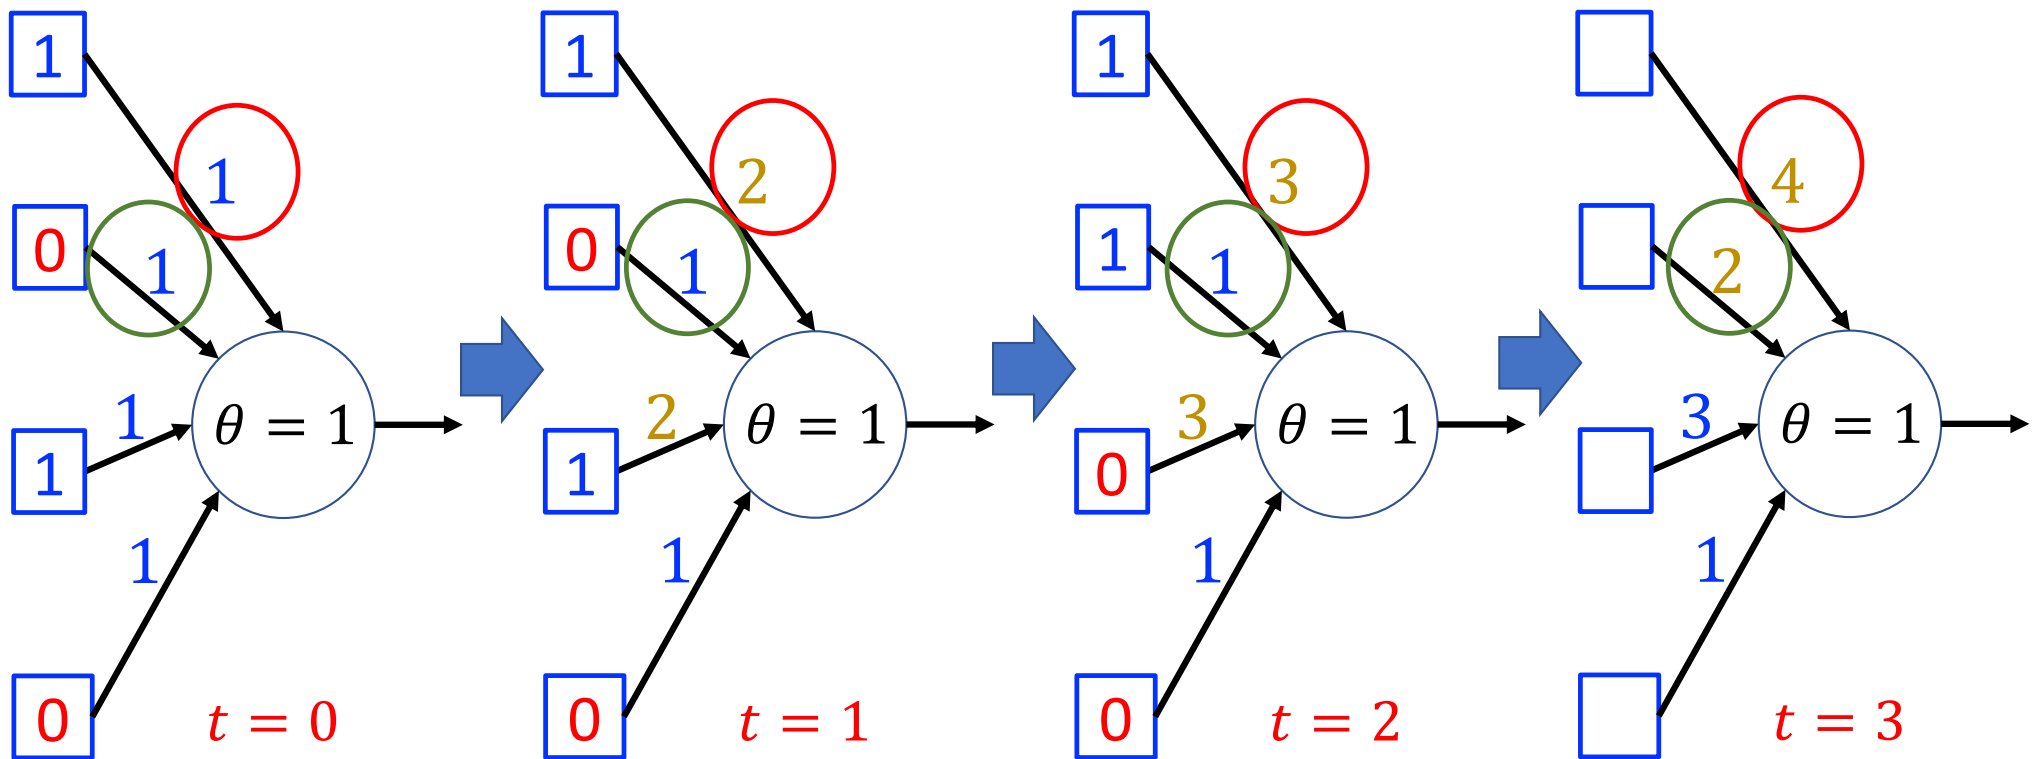 1 1 1
1 2 3 4
0 0 1
1 1 1 2
1 2 3 3
θ = 1 θ = 1 θ = 1 θ = 1
1 1 0
1 1 1 1
0 0 0
t = 0 t = 1 t = 2 t = 3